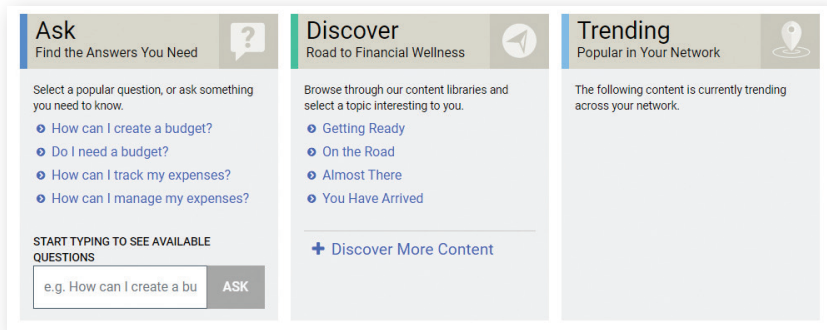 Ask
Find the Answers You Need
?
Select a popular question, or ask something
you need to know.
How can I create a budget?
Do I need a budget?
How can I track my expenses?
How can I manage my expenses?
START TYPING TO SEE AVAILABLE
QUESTIONS
e.g. How can I create a bu
ASK
Discover
Road to Financial Wellness
Browse through our content libraries and
select a topic interesting to you.
Getting Ready
On the Road
Almost There
You Have Arrived
+ Discover More Content
Trending
Popular in Your Network
The following content is currently trending
across your network.